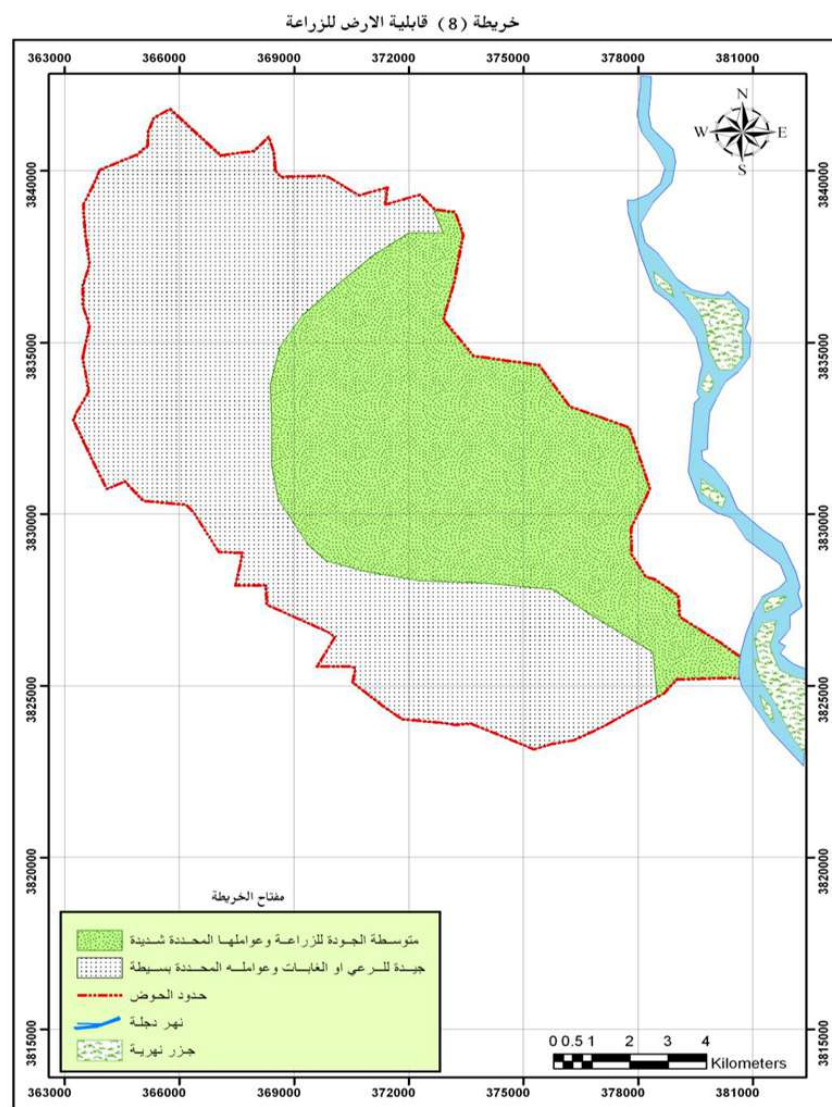 خريطة (8) قابلية الارض للزراعة
363000 366000 369000 372000 375000 378000 381000
N
W E
S
3840000 3840000
3835000 3835000
3830000 3830000
3825000 3825000
3820000 3820000
3815000 3815000
مفتاح الخريطة
متوسطة الجودة للزراعة وعواملها المحددة شديدة
جيدة للرعي او الغابات وعوامله المحددة بسيطة
حدود الحوض
نهر دجلة
جزر نهرية
0 0.5 1 2 3 4
Kilometers
363000 366000 369000 372000 375000 378000 381000